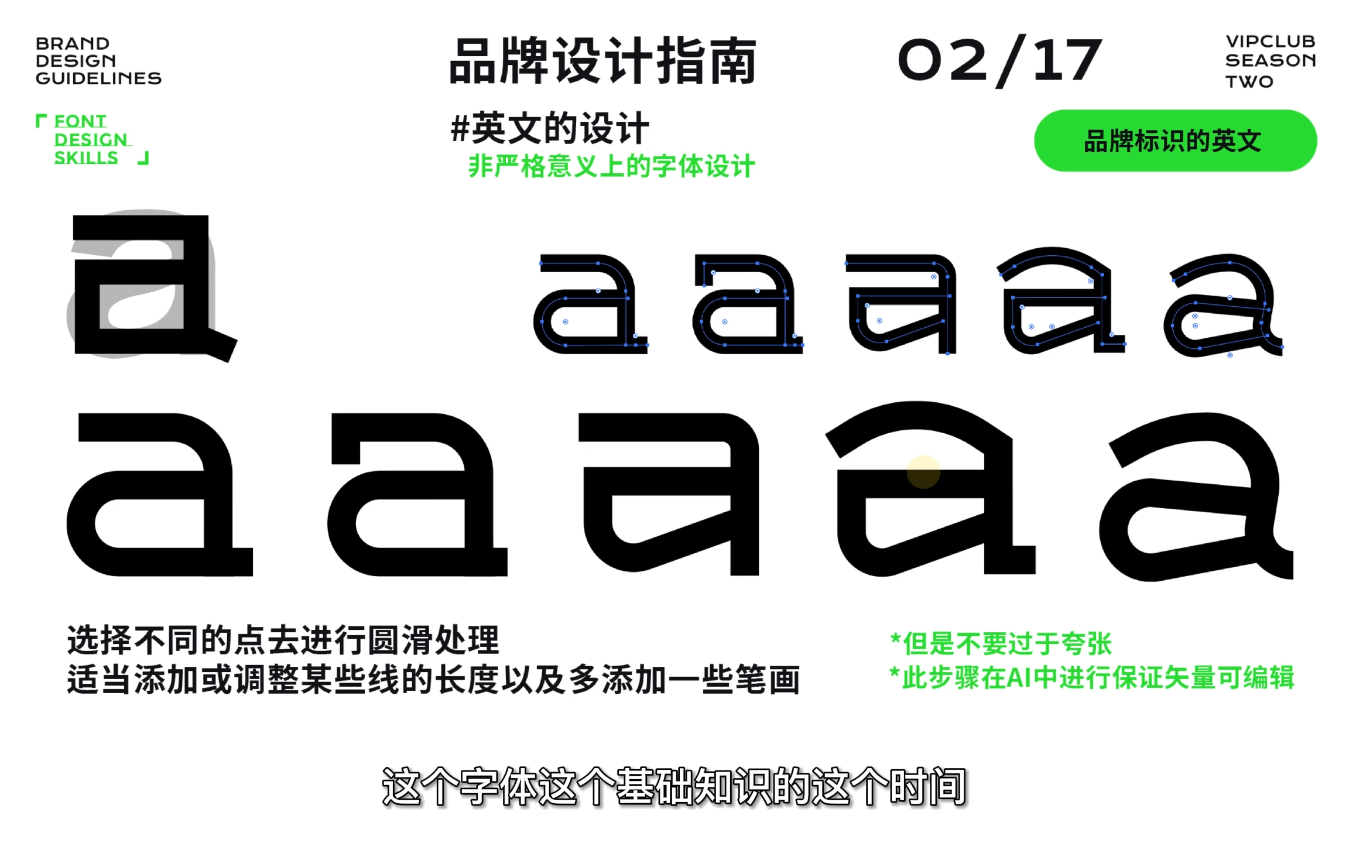 BRAND
DESIGN
GUIDELINES
品牌设计指南
02/17
VIPCLUB
SEASON
TWO
FONT
DESIGN
SKILLS
#英文的设计
非严格意义上的字体设计
品牌标识的英文
a
a a a a a
a a a a a
选择不同的点去进行圆滑处理
适当添加或调整某些线的长度以及多添加一些笔画
*但是不要过于夸张
*此步骤在AI中进行保证矢量可编辑
这个字体这个基础知识的这个时间